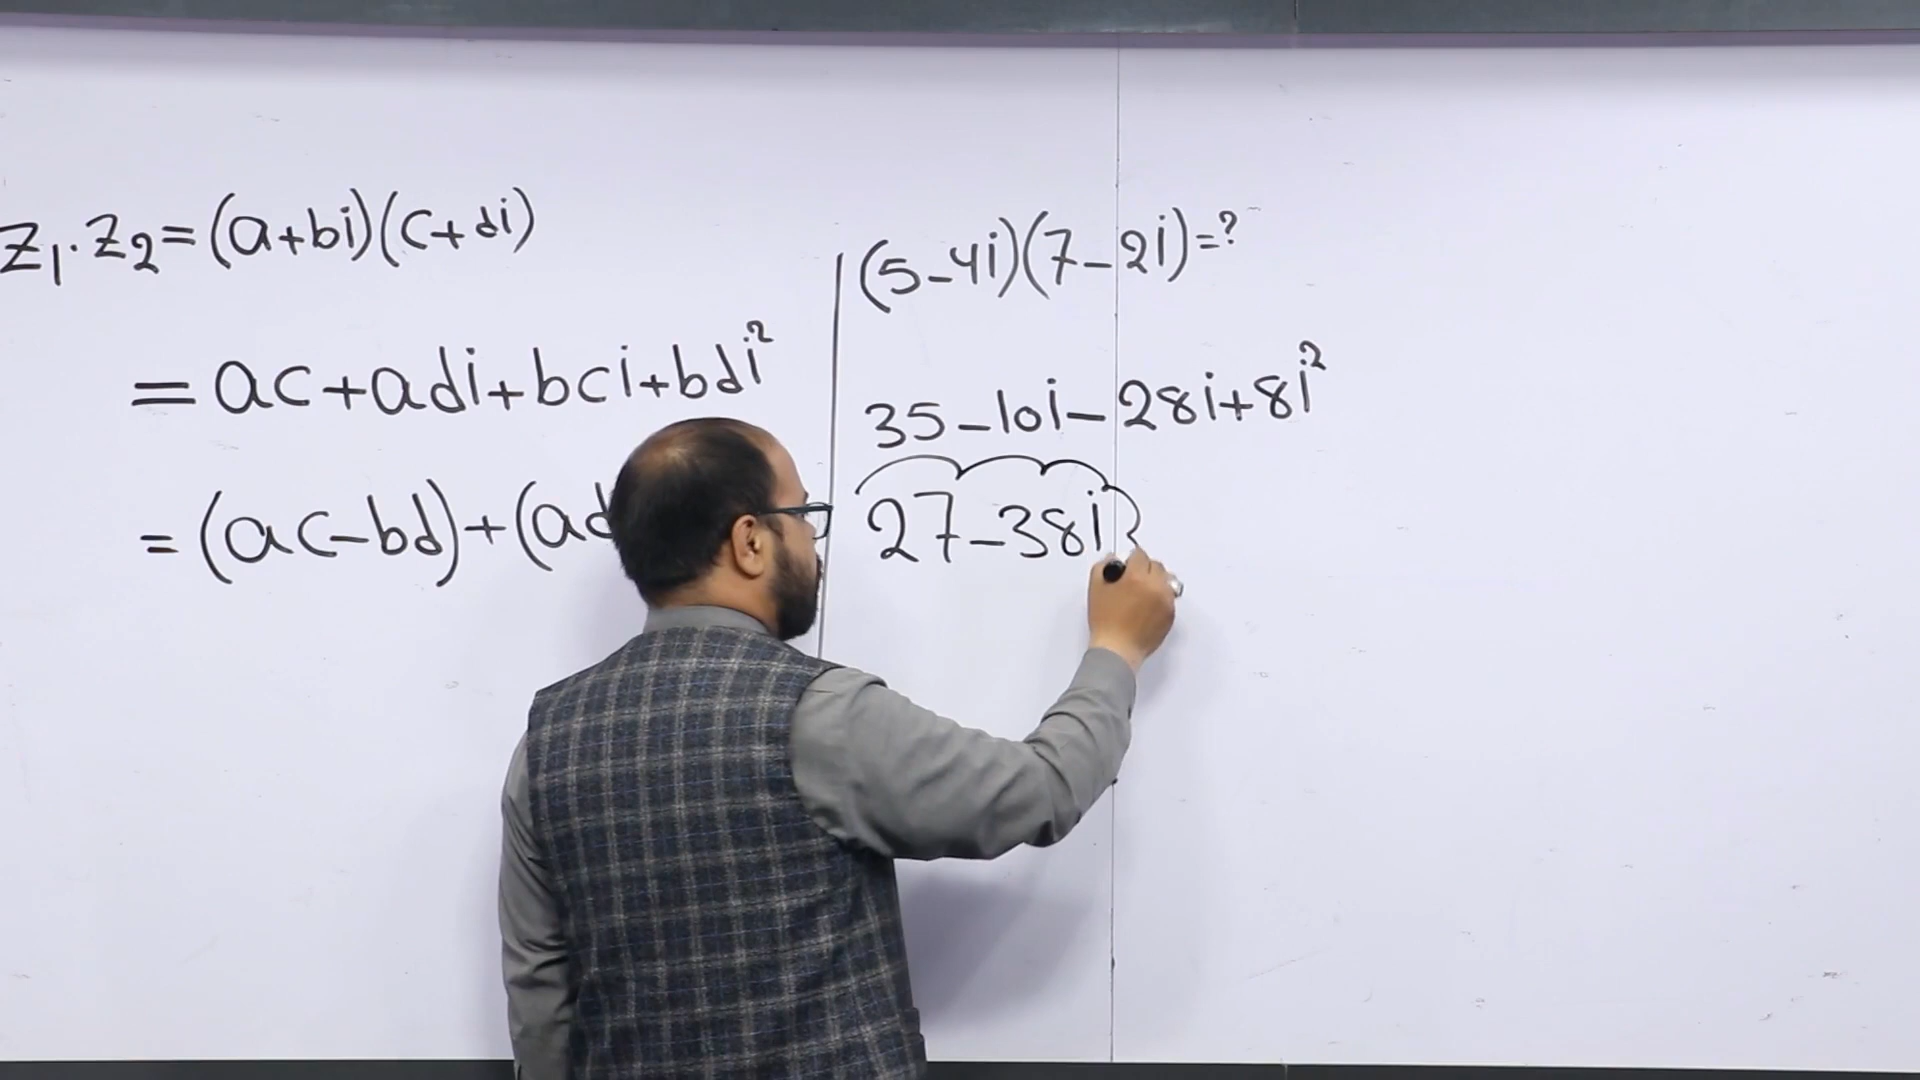 Z₁·Z₂=(a+bi)(c+di)
= ac+adi+bci+bdi²
= (ac-bd)+(ad
(5-4i)(7-2i)=?
35-10i-28i+8i²
27-38i